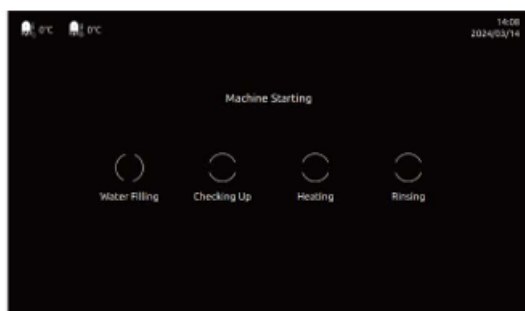 0℃ 0℃ 14:08
2024/03/14
Machine Starting
Water Filling Checking Up Heating Rinsing